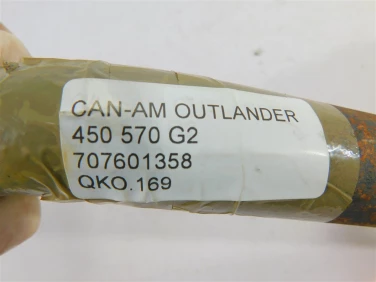 CAN-AM OUTLANDER
450 570 G2
707601358
QKO.169